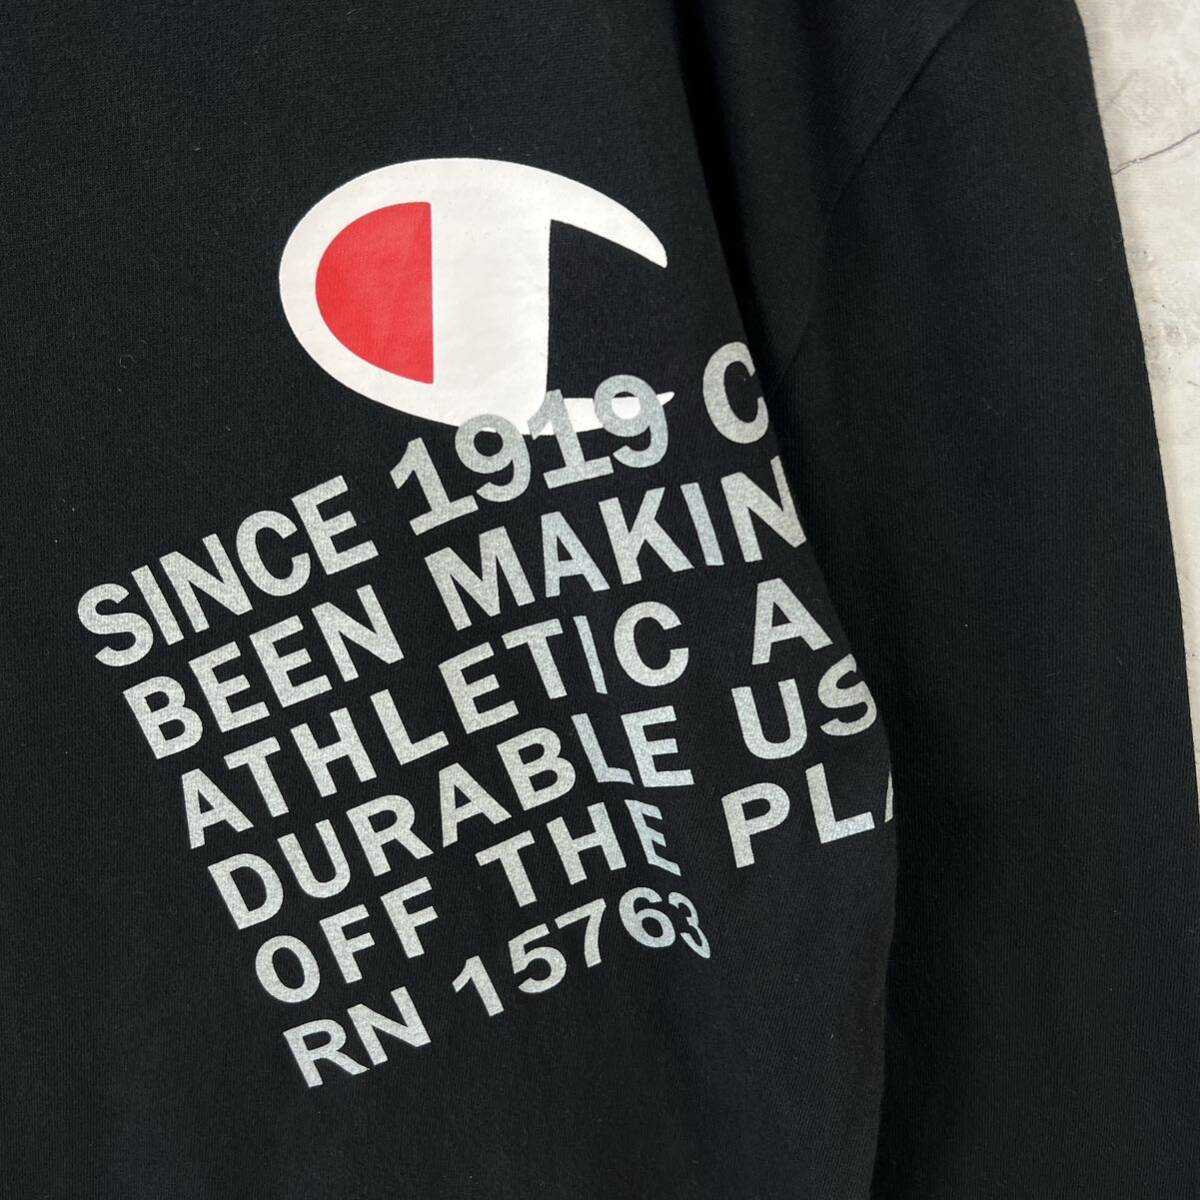 SINCE 1919 C
BEEN MAKIN
ATHLETIC A
DURABLE US
OFF THE PLA
RN 15763